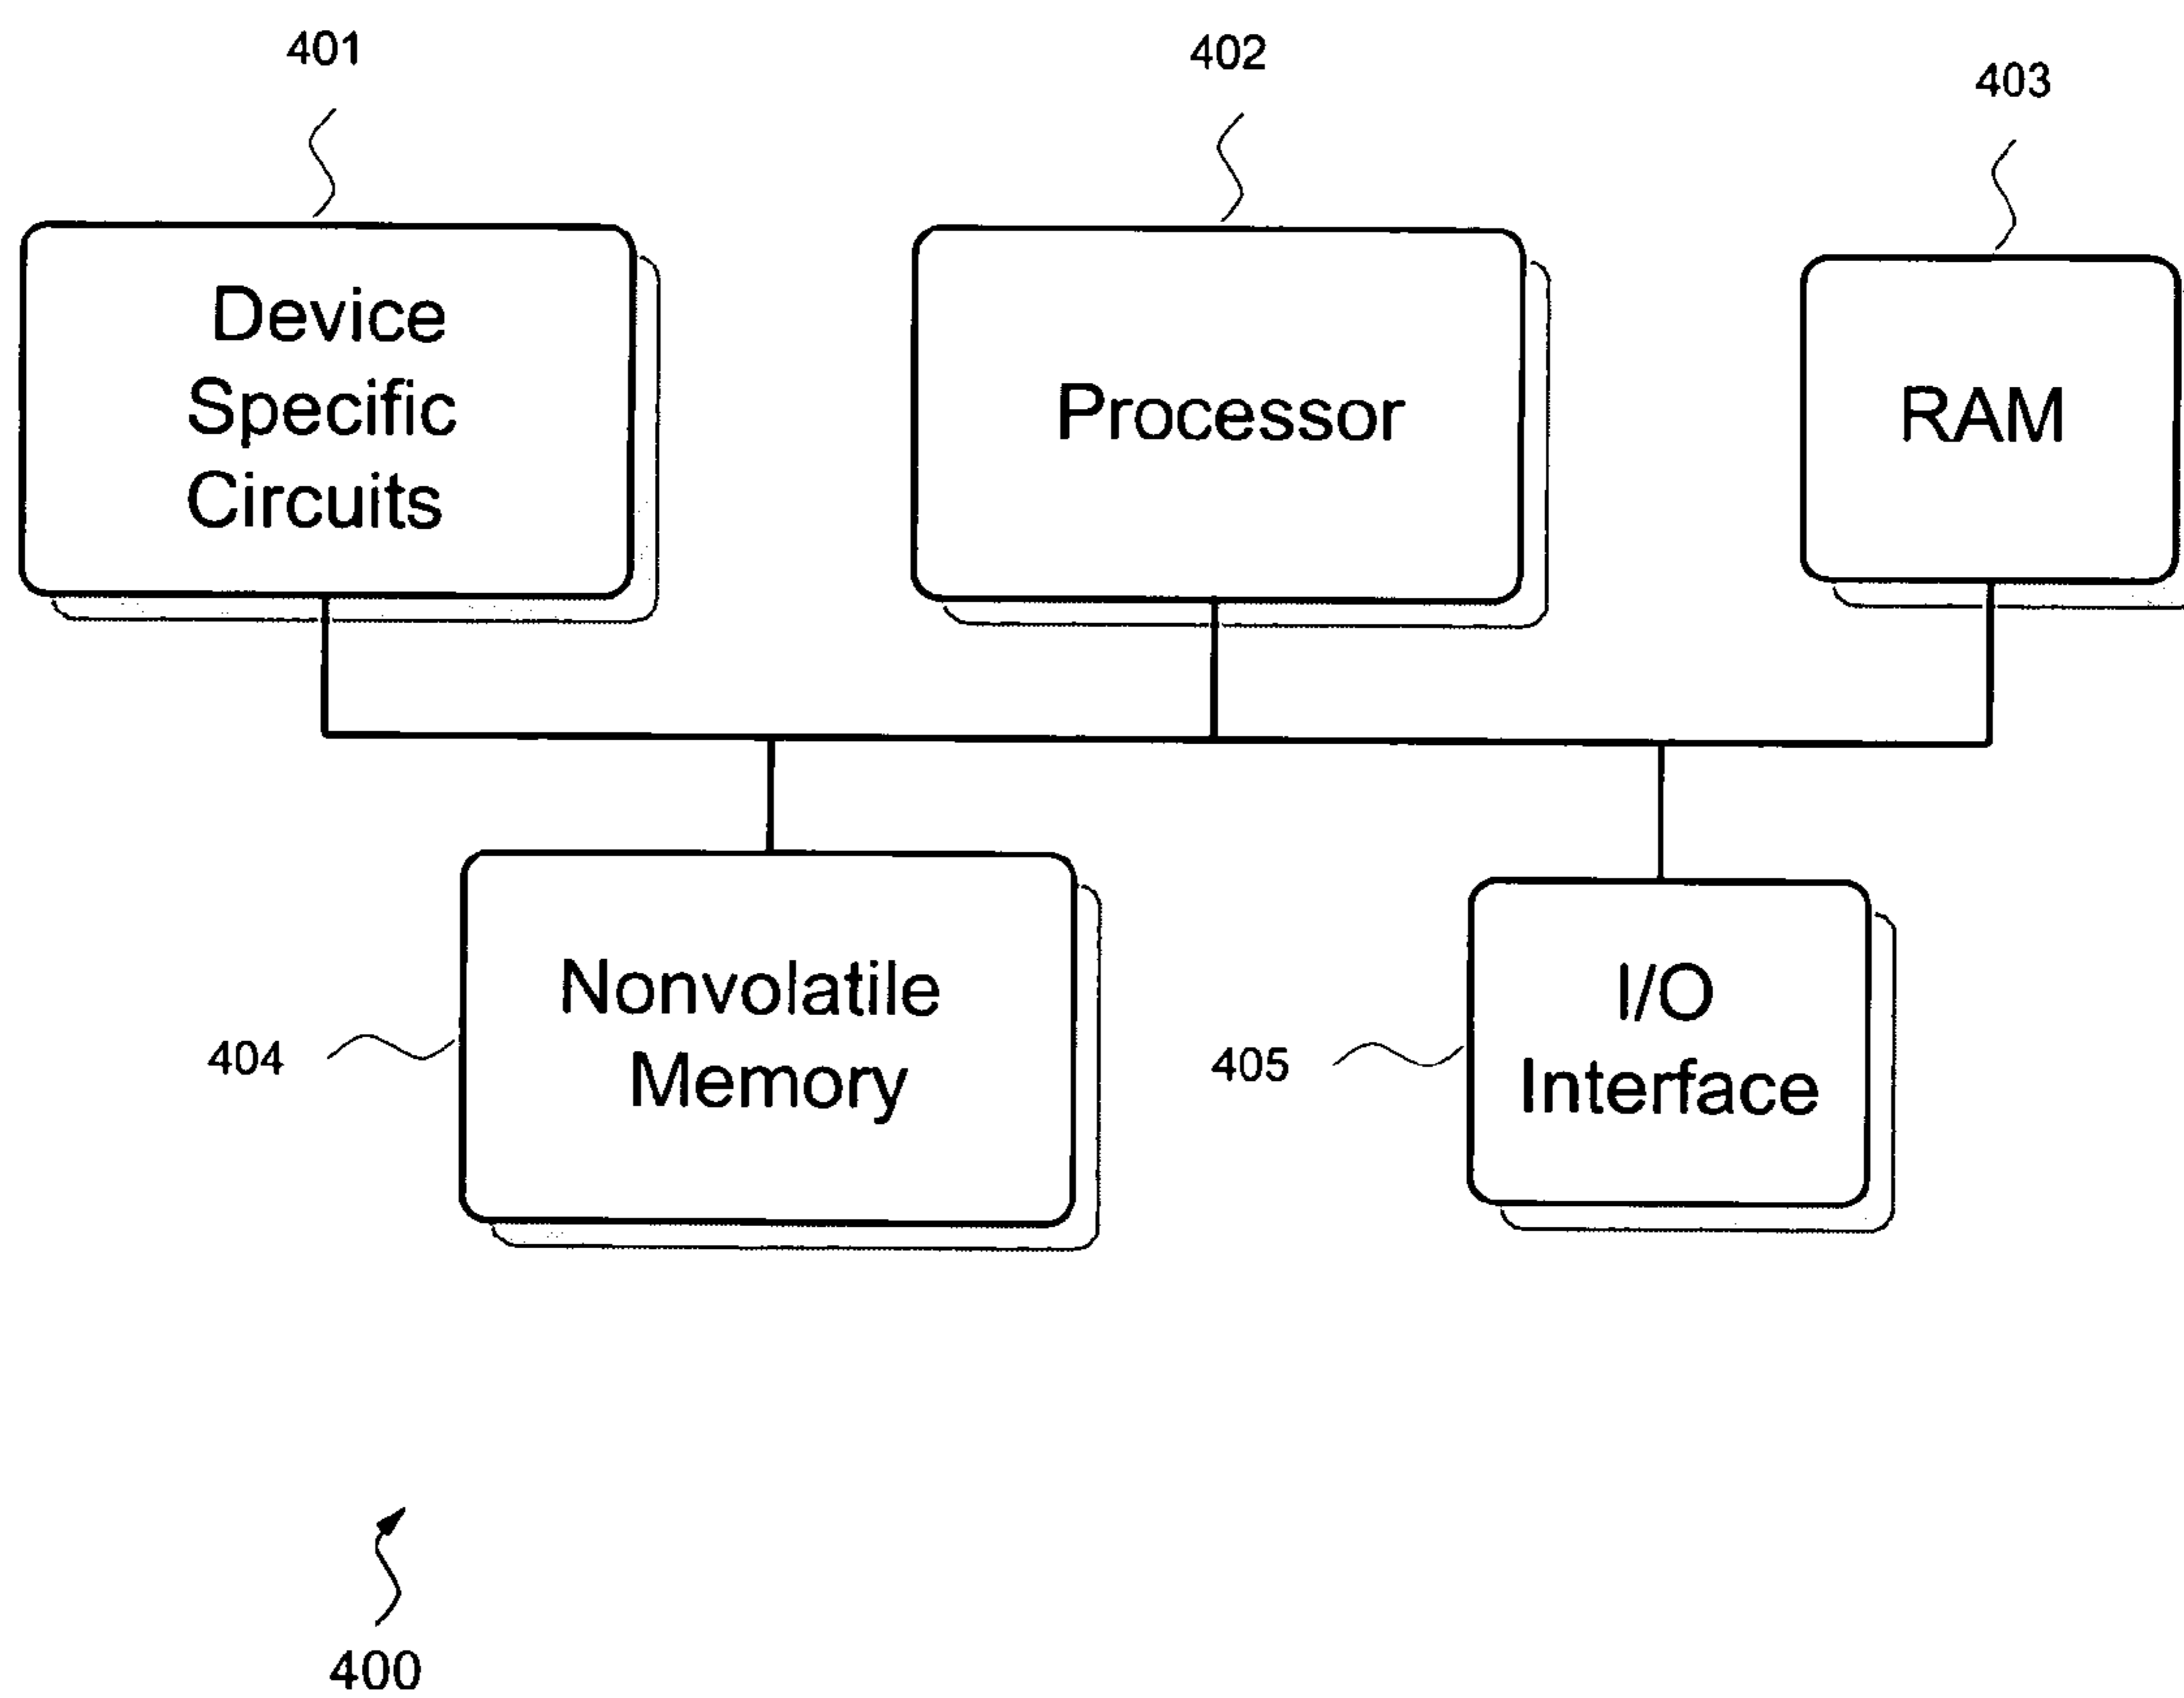 401
402
403
Device
Specific
Circuits
Processor
RAM
Nonvolatile
Memory
404
I/O
Interface
405
400